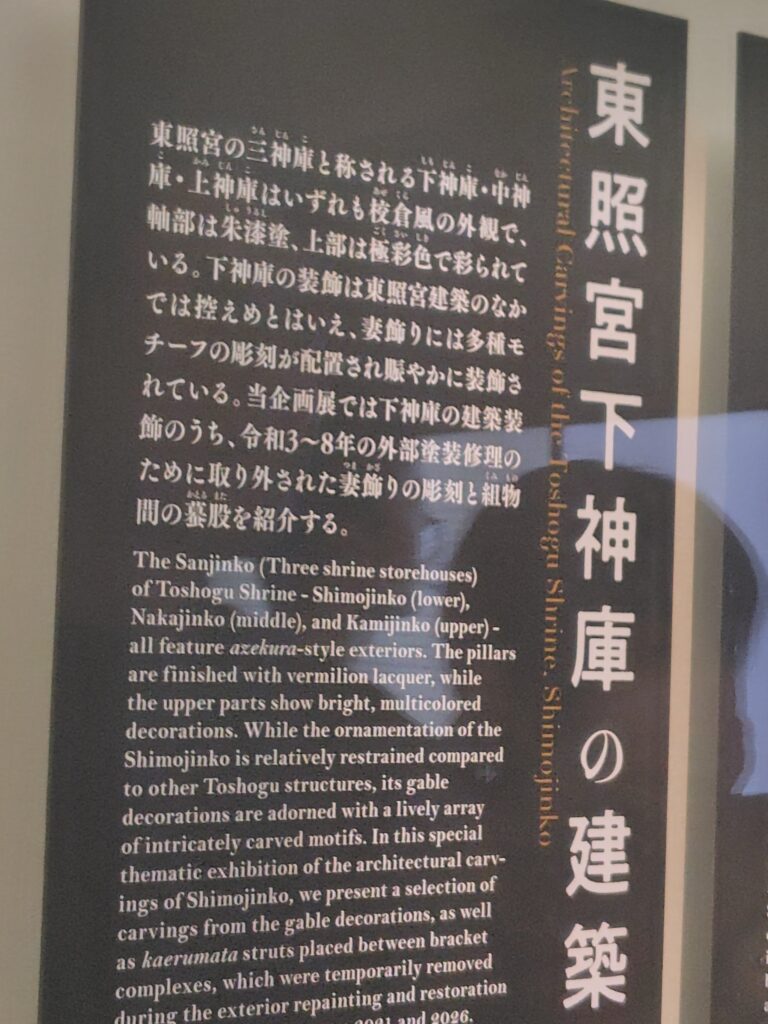 東照宮下神庫の建築
Architectural Carvings of the Toshogu Shrine, Shimojinko
東照宮の三神庫と称される下神庫・中神
庫・上神庫はいずれも校倉風の外観で、
軸部は朱漆塗、上部は極彩色で彩られて
いる。下神庫の装飾は東照宮建築のなか
では控えめとはいえ、妻飾りには多種モ
チーフの彫刻が配置され賑やかに装飾さ
れている。当企画展では下神庫の建築装
飾のうち、令和3〜8年の外部塗装修理の
ために取り外された妻飾りの彫刻と組物
間の蟇股を紹介する。
The Sanjinko (Three shrine storehouses)
of Toshogu Shrine - Shimojinko (lower),
Nakajinko (middle), and Kamijinko (upper) -
all feature azekura-style exteriors. The pillars
are finished with vermilion lacquer, while
the upper parts show bright, multicolored
decorations. While the ornamentation of the
Shimojinko is relatively restrained compared
to other Toshogu structures, its gable
decorations are adorned with a lively array
of intricately carved motifs. In this special
thematic exhibition of the architectural carv-
ings of Shimojinko, we present a selection of
carvings from the gable decorations, as well
as kaerumata struts placed between bracket
complexes, which were temporarily removed
during the exterior repainting and restoration
2021 and 2026.